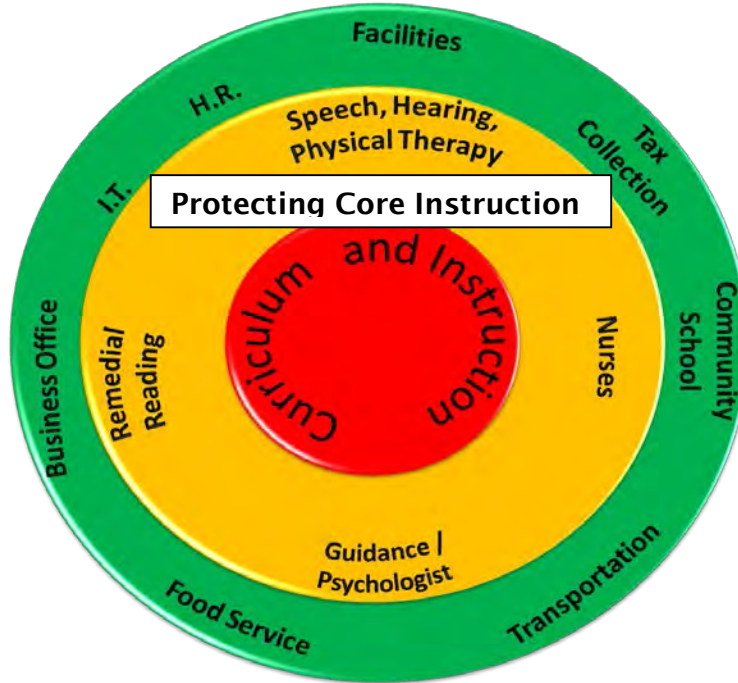 Facilities
H.R.
Speech, Hearing,
Physical Therapy
Tax
Collection
I.T.
Protecting Core Instruction
Curriculum and Instruction
Business Office
Remedial
Reading
Nurses
Community
School
Guidance /
Psychologist
Food Service
Transportation